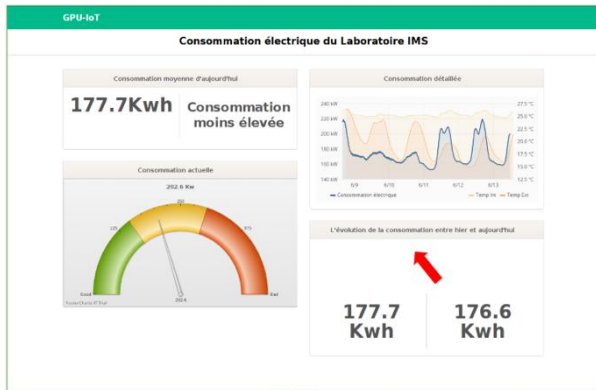 GPU-IoT
Consommation électrique du Laboratoire IMS
Consommation moyenne d'aujourd'hui
177.7Kwh
Consommation
moins élevée
Consommation actuelle
202.6 Kw
Good
Bad
202.6
Consommation détaillée
240 kW
220 kW
200 kW
180 kW
160 kW
140 kW
27.5 °C
25.0 °C
22.5 °C
20.0 °C
17.5 °C
15.0 °C
12.5 °C
6/9 6/10 6/11 6/12 6/13
Consommation électrique Temp Int Temp Ext
L'évolution de la consommation entre hier et aujourd'hui
177.7
Kwh
176.6
Kwh